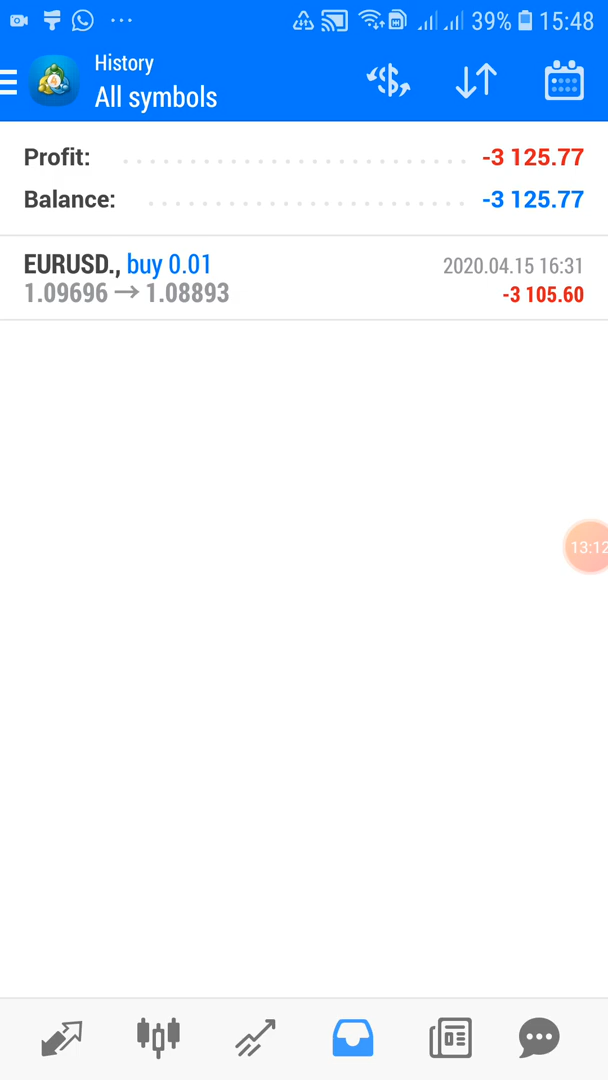 39% 15:48
History
All symbols
Profit: -3 125.77
Balance: -3 125.77
EURUSD., buy 0.01 2020.04.15 16:31
1.09696 → 1.08893 -3 105.60
13:12